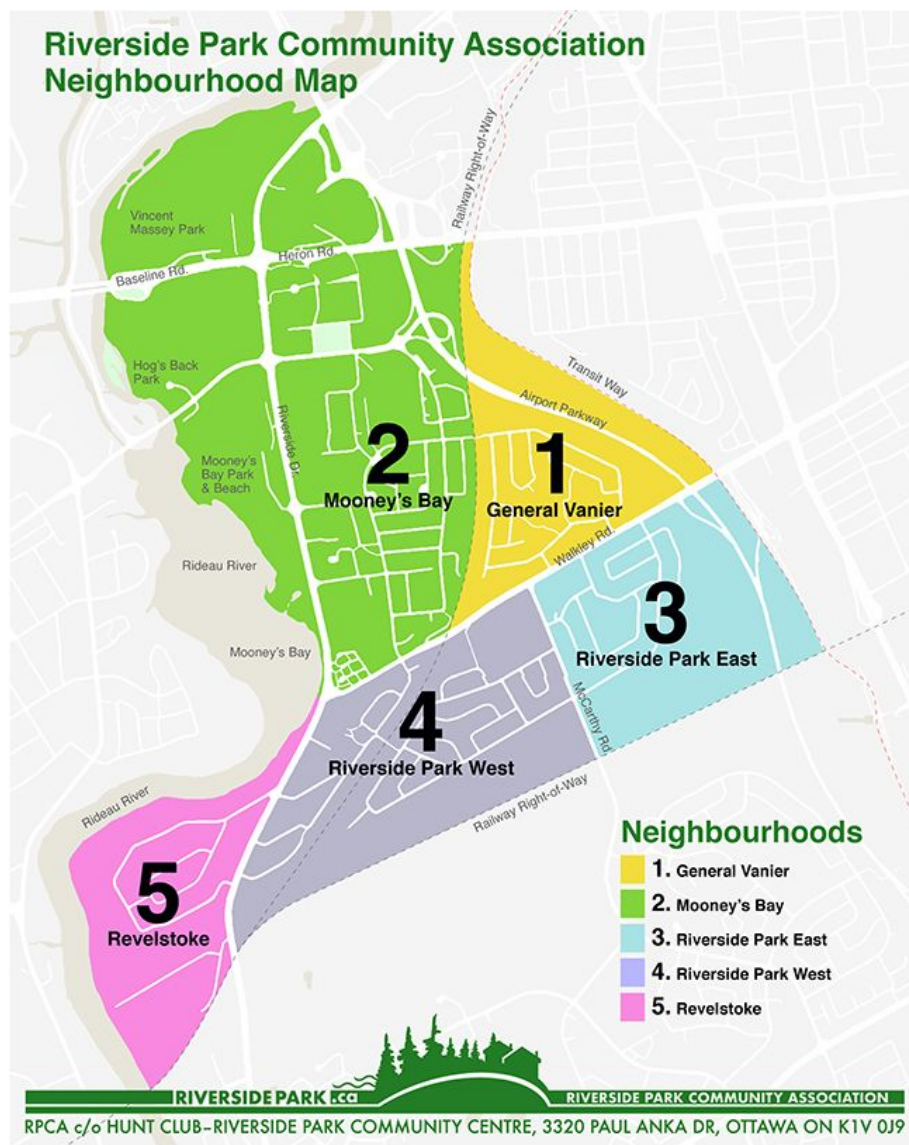 Riverside Park Community Association
Neighbourhood Map
Railway Right-of-Way
Vincent
Massey Park
Heron Rd.
Baseline Rd.
Hog's Back
Park
Transit Way
Airport Parkway
Riverside Dr.
2
Mooney's Bay
1
General Vanier
Mooney's
Bay Park
& Beach
Walkley Rd.
Rideau River
3
Riverside Park East
Mooney's Bay
McCarthy Rd.
4
Riverside Park West
Rideau River
Railway Right-of-Way
5
Revelstoke
Neighbourhoods
1. General Vanier
2. Mooney's Bay
3. Riverside Park East
4. Riverside Park West
5. Revelstoke
RIVERSIDEPARK.ca
RIVERSIDE PARK COMMUNITY ASSOCIATION
RPCA c/o HUNT CLUB–RIVERSIDE PARK COMMUNITY CENTRE, 3320 PAUL ANKA DR, OTTAWA ON K1V 0J9